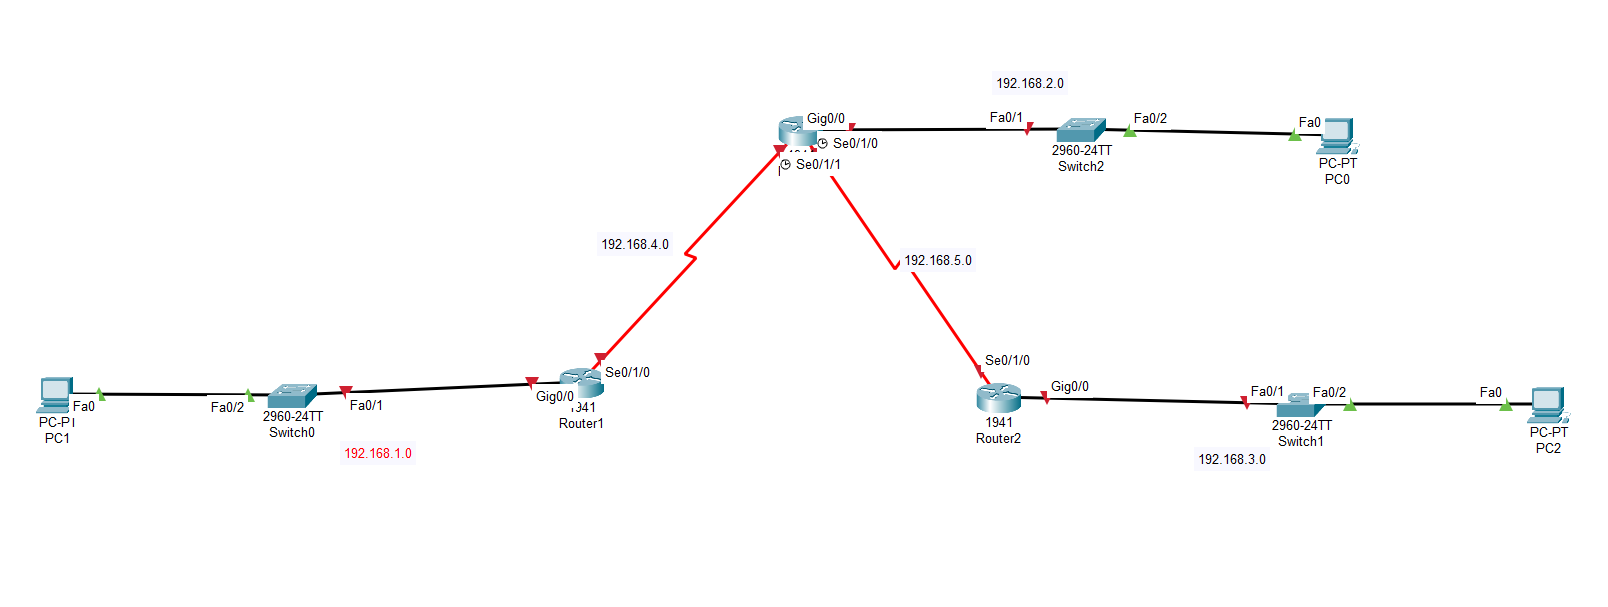 192.168.2.0
Gig0/0
Fa0/1
Fa0/2
Fa0
Se0/1/0
2960-24TT
Switch2
Se0/1/1
PC-PT
PC0
192.168.4.0
192.168.5.0
Se0/1/0
Se0/1/0
Gig0/0
Fa0/1
Fa0/2
Fa0
Fa0
Fa0/2
Fa0/1
Gig0/0
1941
Router1
2960-24TT
Switch0
PC1
1941
Router2
2960-24TT
Switch1
PC-PT
PC2
192.168.1.0
192.168.3.0